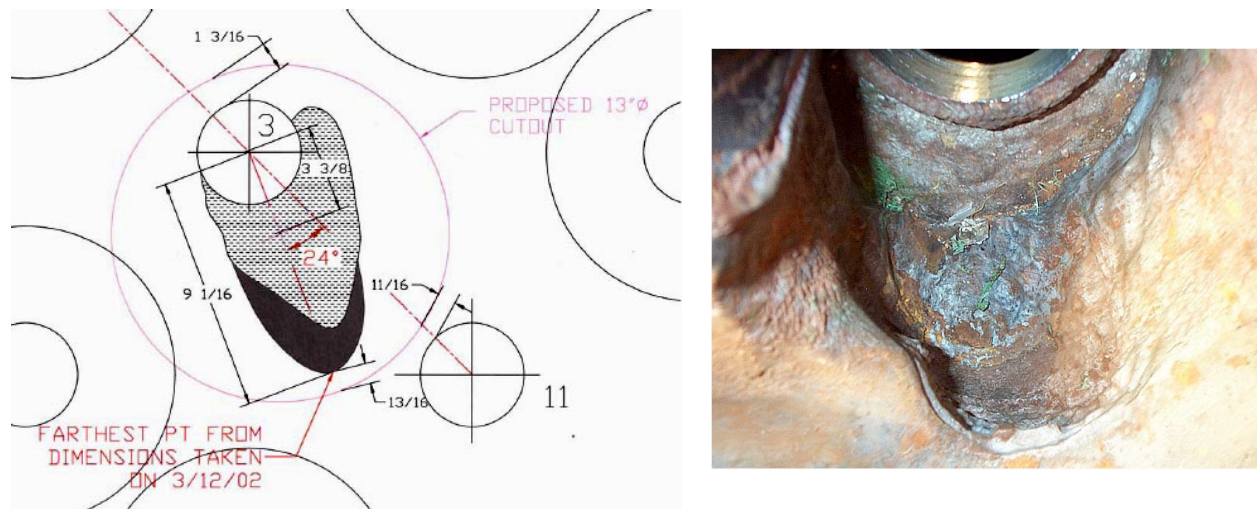 1 3/16
PROPOSED 13"ø
CUTOUT
3
3 3/8
24°
9 1/16
11/16
13/16
11
FARTHEST PT FROM
DIMENSIONS TAKEN
ON 3/12/02